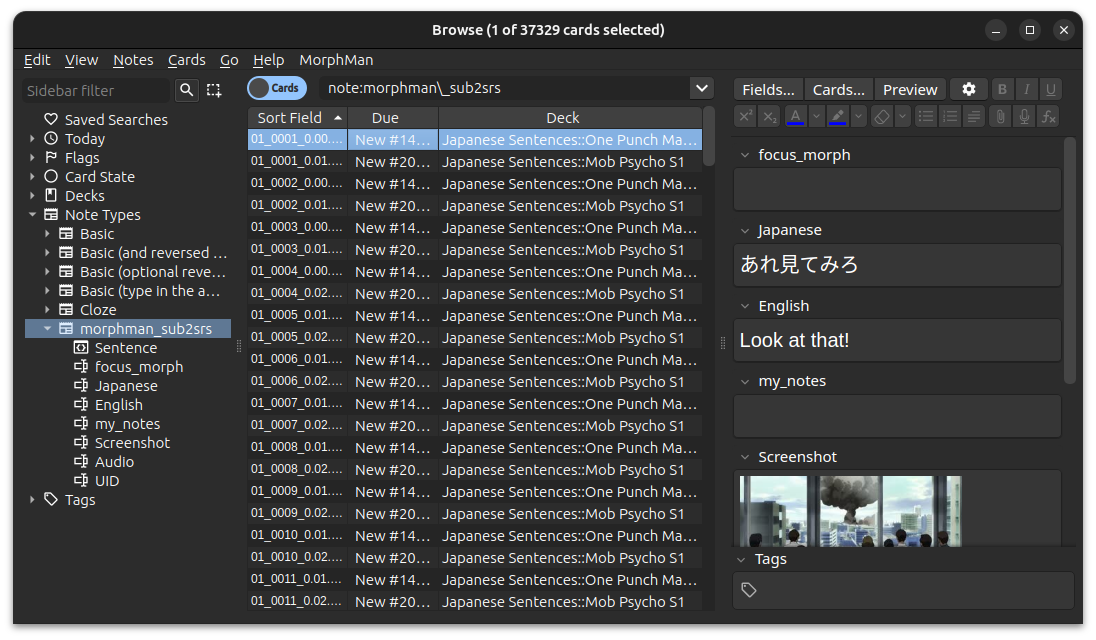 Browse (1 of 37329 cards selected)
Edit View Notes Cards Go Help MorphMan
Sidebar filter
Saved Searches
Today
Flags
Card State
Decks
Note Types
Basic
Basic (and reversed ...
Basic (optional reve...
Basic (type in the a...
Cloze
morphman_sub2srs
Sentence
focus_morph
Japanese
English
my_notes
Screenshot
Audio
UID
Tags
Cards note:morphman\_sub2srs
Sort Field Due Deck
01_0001_0.00.... New #14... Japanese Sentences::One Punch Ma...
01_0001_0.01.... New #20... Japanese Sentences::Mob Psycho S1
01_0002_0.00.... New #14... Japanese Sentences::One Punch Ma...
01_0002_0.01.... New #20... Japanese Sentences::Mob Psycho S1
01_0003_0.00.... New #14... Japanese Sentences::One Punch Ma...
01_0003_0.01.... New #20... Japanese Sentences::Mob Psycho S1
01_0004_0.00.... New #14... Japanese Sentences::One Punch Ma...
01_0004_0.02.... New #20... Japanese Sentences::Mob Psycho S1
01_0005_0.01.... New #14... Japanese Sentences::One Punch Ma...
01_0005_0.02.... New #20... Japanese Sentences::Mob Psycho S1
01_0006_0.01.... New #14... Japanese Sentences::One Punch Ma...
01_0006_0.02.... New #20... Japanese Sentences::Mob Psycho S1
01_0007_0.01.... New #14... Japanese Sentences::One Punch Ma...
01_0007_0.02.... New #20... Japanese Sentences::Mob Psycho S1
01_0008_0.01.... New #14... Japanese Sentences::One Punch Ma...
01_0008_0.02.... New #20... Japanese Sentences::Mob Psycho S1
01_0009_0.01.... New #14... Japanese Sentences::One Punch Ma...
01_0009_0.02.... New #20... Japanese Sentences::Mob Psycho S1
01_0010_0.01.... New #14... Japanese Sentences::One Punch Ma...
01_0010_0.02.... New #20... Japanese Sentences::Mob Psycho S1
01_0011_0.01.... New #14... Japanese Sentences::One Punch Ma...
01_0011_0.02.... New #20... Japanese Sentences::Mob Psycho S1
Fields... Cards... Preview B I U
x² x₂ A
focus_morph
Japanese
あれ見てみろ
English
Look at that!
my_notes
Screenshot
Tags